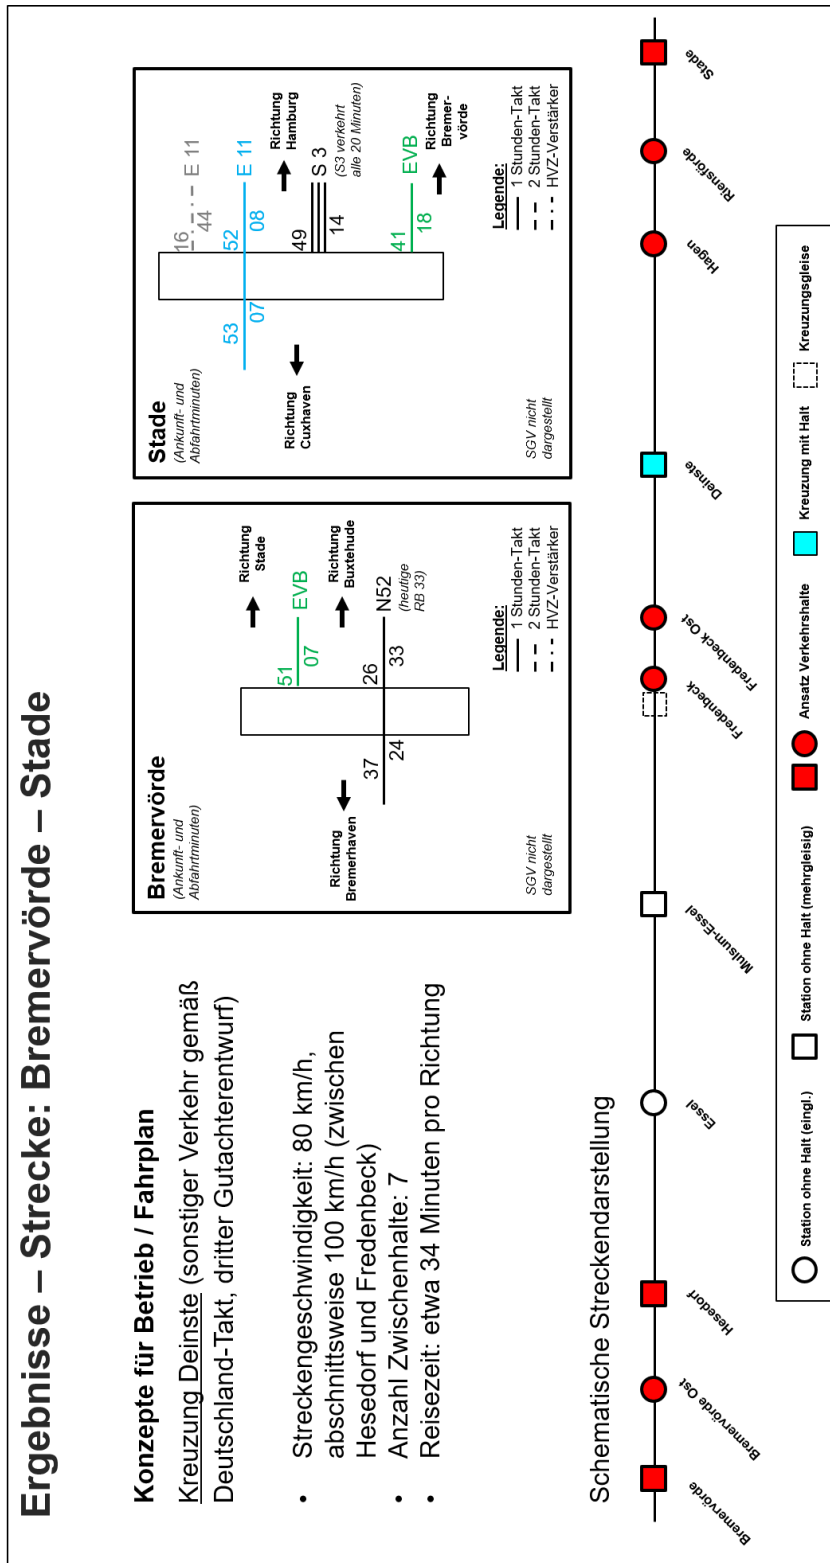 Ergebnisse – Strecke: Bremervörde – Stade
Konzepte für Betrieb / Fahrplan
Kreuzung Deinste (sonstiger Verkehr gemäß
Deutschland-Takt, dritter Gutachterentwurf)
• Streckengeschwindigkeit: 80 km/h,
abschnittsweise 100 km/h (zwischen
Hesedorf und Fredenbeck)
• Anzahl Zwischenhalte: 7
• Reisezeit: etwa 34 Minuten pro Richtung
Bremervörde
(Ankunft- und
Abfahrtminuten)
Richtung
Stade
51
07
EVB
Richtung
Bremerhaven
Richtung
Buxtehude
37
24
26
33
N52
(heutige
RB 33)
SGV nicht
dargestellt
Legende:
1 Stunden-Takt
2 Stunden-Takt
HVZ-Verstärker
Stade
(Ankunft- und
Abfahrtminuten)
16
44
E 11
53
07
52
08
E 11
Richtung
Cuxhaven
Richtung
Hamburg
49
14
S 3
(S3 verkehrt
alle 20 Minuten)
41
18
EVB
Richtung
Bremer-
vörde
SGV nicht
dargestellt
Legende:
1 Stunden-Takt
2 Stunden-Takt
HVZ-Verstärker
Schematische Streckendarstellung
Bremervörde
Bremervörde Ost
Hesedorf
Essel
Mulsum-Essel
Fredenbeck
Fredenbeck Ost
Deinste
Hagen
Riensförde
Stade
Station ohne Halt (eingl.)
Station ohne Halt (mehrgleisig)
Ansatz Verkehrshalte
Kreuzung mit Halt
Kreuzungsgleise